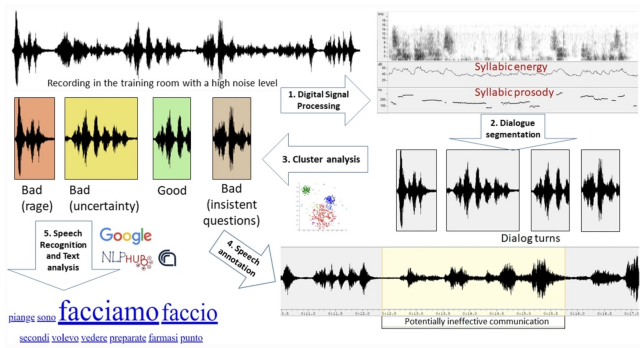 Recording in the training room with a high noise level
1. Digital Signal
Processing
Syllabic energy
Syllabic prosody
2. Dialogue
segmentation
3. Cluster analysis
Bad
(rage)
Bad
(uncertainty)
Good
Bad
(insistent
questions)
Dialog turns
5. Speech
Recognition
and Text
analysis
Google
NLPHUB
4. Speech
annotation
Potentially ineffective communication
piange sono facciamo faccio
secondi volevo vedere preparate farmasi punto